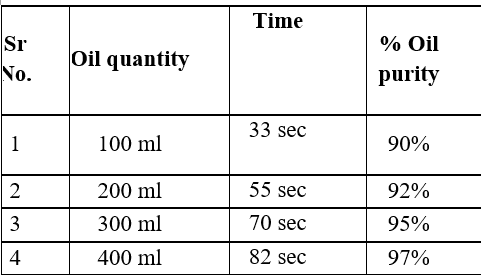 Sr No. Oil quantity Time % Oil purity
1 100 ml 33 sec 90%
2 200 ml 55 sec 92%
3 300 ml 70 sec 95%
4 400 ml 82 sec 97%